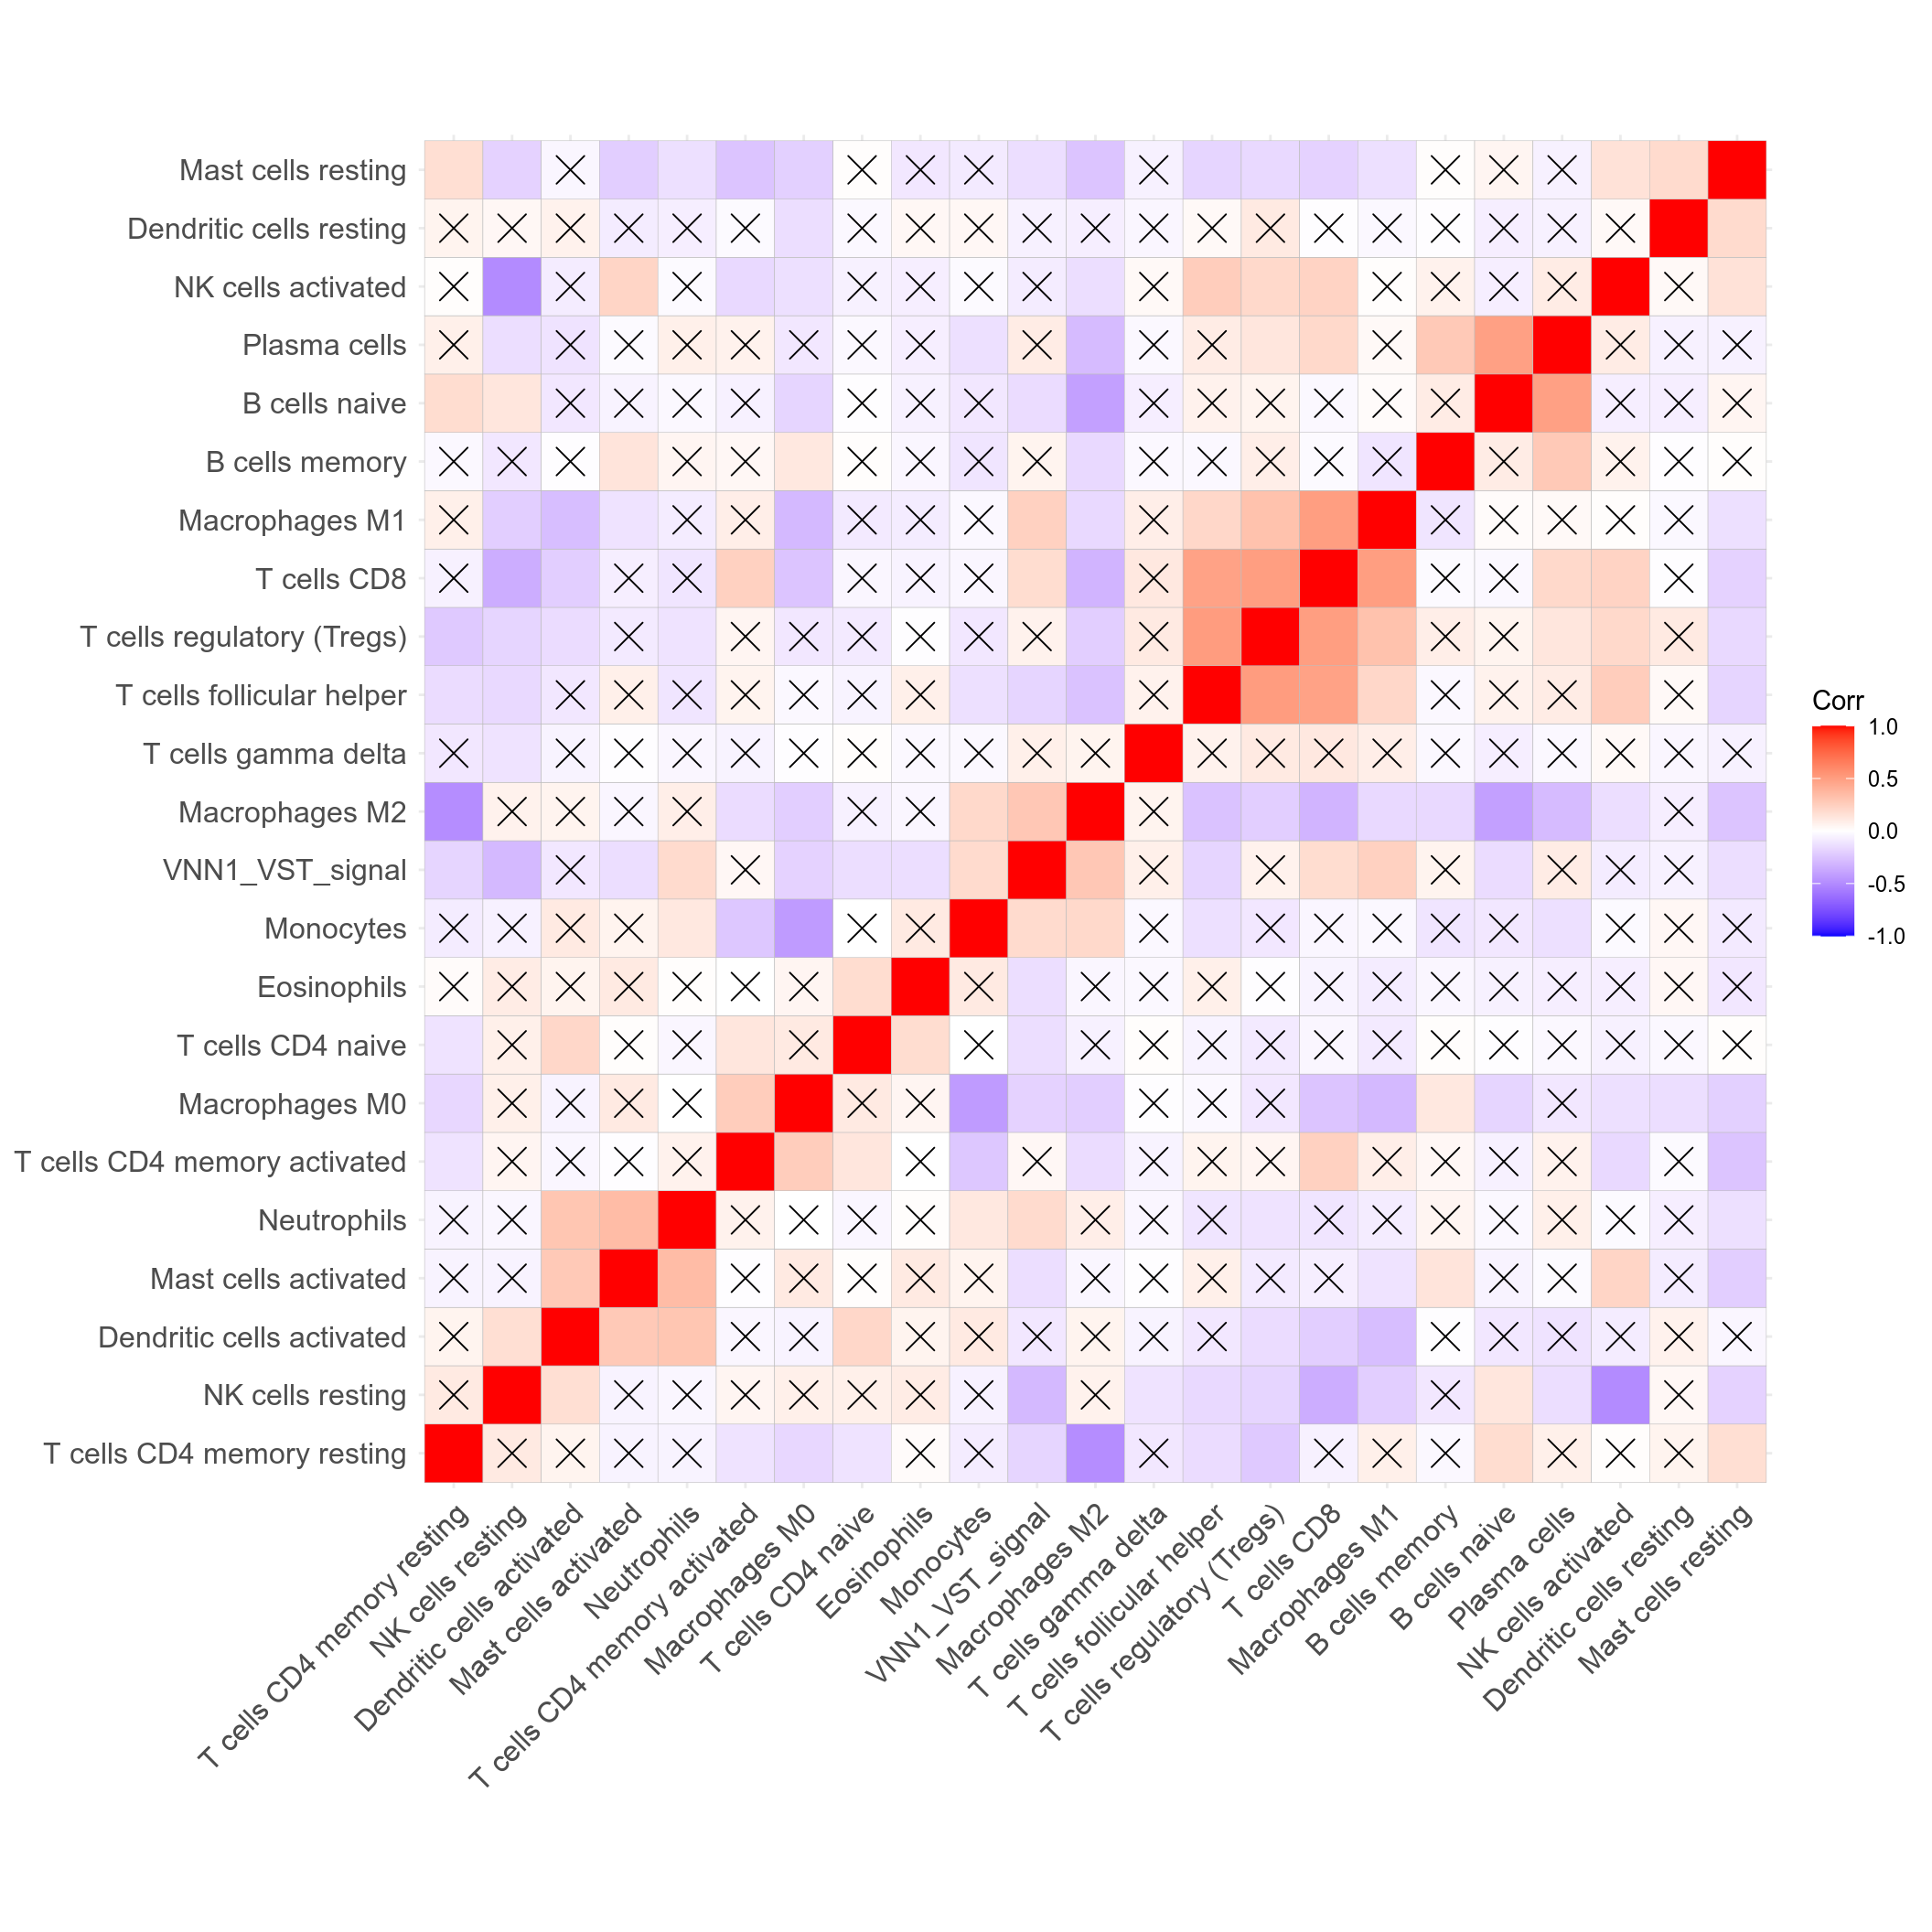 Mast cells resting
Dendritic cells resting
NK cells activated
Plasma cells
B cells naive
B cells memory
Macrophages M1
T cells CD8
T cells regulatory (Tregs)
T cells follicular helper
T cells gamma delta
Macrophages M2
VNN1_VST_signal
Monocytes
Eosinophils
T cells CD4 naive
Macrophages M0
T cells CD4 memory activated
Neutrophils
Mast cells activated
Dendritic cells activated
NK cells resting
T cells CD4 memory resting
T cells CD4 memory resting
NK cells resting
Dendritic cells activated
Mast cells activated
Neutrophils
T cells CD4 memory activated
Macrophages M0
T cells CD4 naive
Eosinophils
Monocytes
VNN1_VST_signal
Macrophages M2
T cells gamma delta
T cells follicular helper
T cells regulatory (Tregs)
T cells CD8
Macrophages M1
B cells memory
B cells naive
Plasma cells
NK cells activated
Dendritic cells resting
Mast cells resting
Corr
1.0
0.5
0.0
-0.5
-1.0